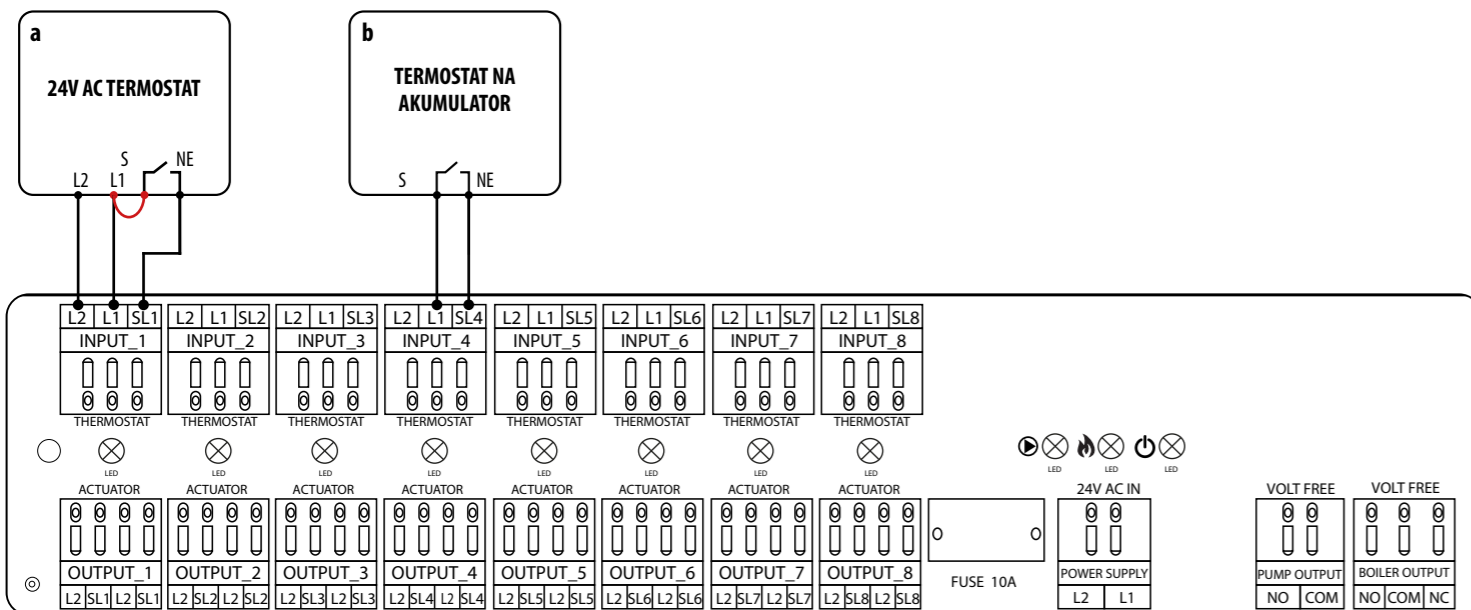 a
24V AC TERMOSTAT
S NE
L2 L1
b
TERMOSTAT NA
AKUMULATOR
S NE
L2 L1 SL1 L2 L1 SL2 L2 L1 SL3 L2 L1 SL4 L2 L1 SL5 L2 L1 SL6 L2 L1 SL7 L2 L1 SL8
INPUT_1 INPUT_2 INPUT_3 INPUT_4 INPUT_5 INPUT_6 INPUT_7 INPUT_8
THERMOSTAT THERMOSTAT THERMOSTAT THERMOSTAT THERMOSTAT THERMOSTAT THERMOSTAT THERMOSTAT
LED LED LED LED LED LED LED LED LED LED LED
ACTUATOR ACTUATOR ACTUATOR ACTUATOR ACTUATOR ACTUATOR ACTUATOR ACTUATOR 24V AC IN VOLT FREE VOLT FREE
OUTPUT_1 OUTPUT_2 OUTPUT_3 OUTPUT_4 OUTPUT_5 OUTPUT_6 OUTPUT_7 OUTPUT_8 FUSE 10A POWER SUPPLY PUMP OUTPUT BOILER OUTPUT
L2 SL1 L2 SL1 L2 SL2 L2 SL2 L2 SL3 L2 SL3 L2 SL4 L2 SL4 L2 SL5 L2 SL5 L2 SL6 L2 SL6 L2 SL7 L2 SL7 L2 SL8 L2 SL8 L2 L1 NO COM NO COM NC